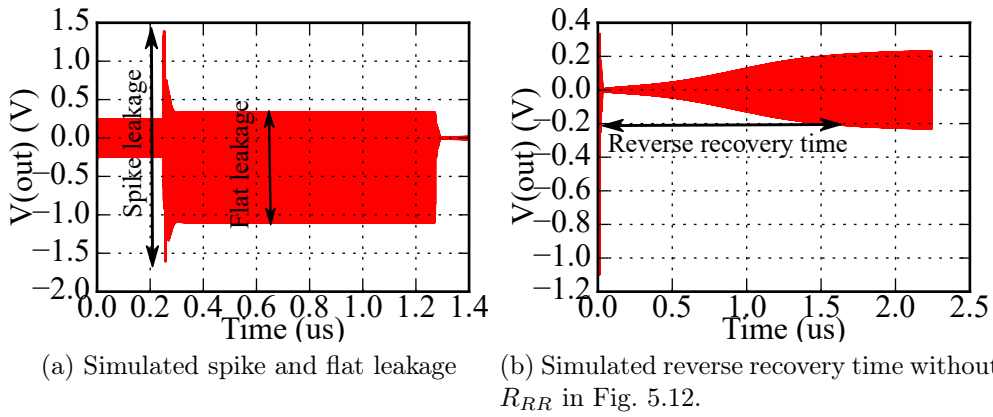 1.5
1.0
0.5
0.0
−0.5
−1.0
−1.5
−2.0
V(out) (V)
Spike leakage
Flat leakage
0.0 0.2 0.4 0.6 0.8 1.0 1.2 1.4
Time (us)
(a) Simulated spike and flat leakage
0.4
0.2
0.0
−0.2
−0.4
−0.6
−0.8
−1.0
−1.2
V(out) (V)
Reverse recovery time
0.0 0.5 1.0 1.5 2.0 2.5
Time (us)
(b) Simulated reverse recovery time without
R_{RR} in Fig. 5.12.